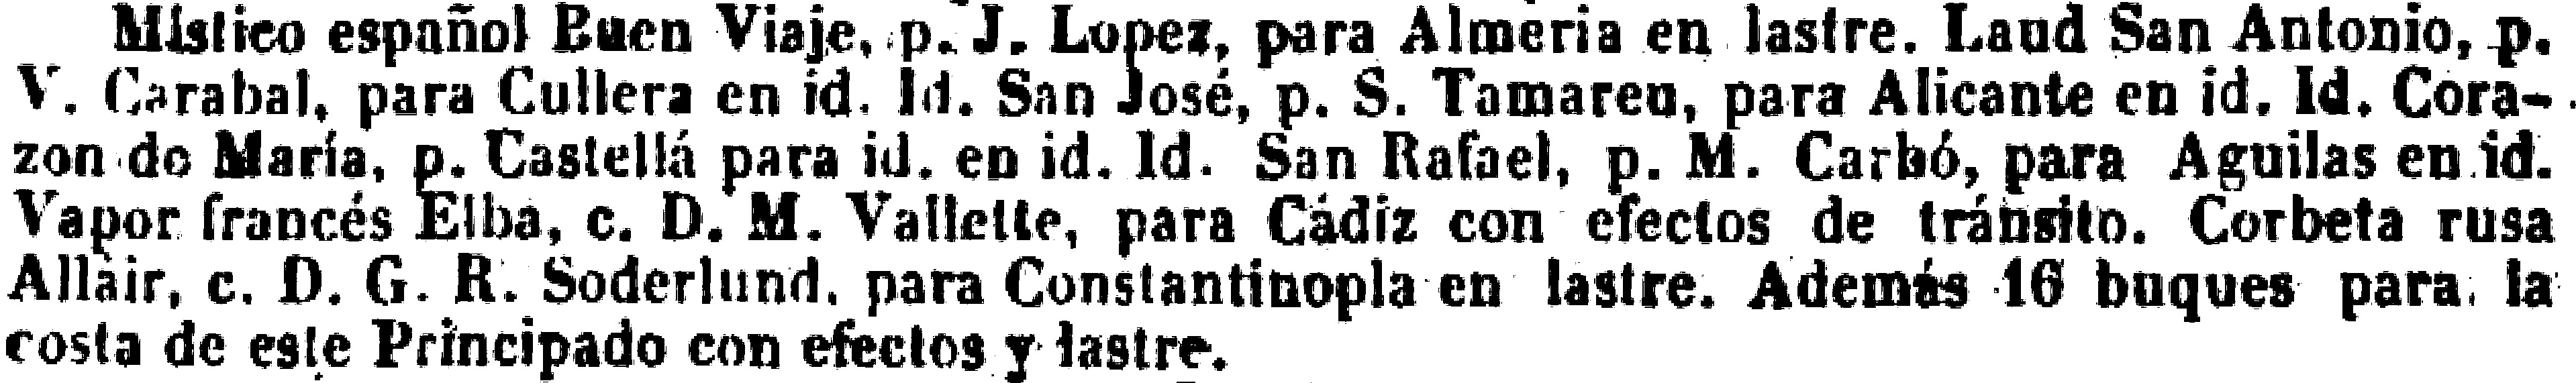 Místico español Buen Viaje, p. J. Lopez, para Almeria en lastre. Laud San Antonio, p.
V. Carabal, para Cullera en id. Id. San José, p. S. Tamareu, para Alicante en id. Id. Cora-
zon de María, p. Castellá para id. en id. Id. San Rafael, p. M. Carbó, para Aguilas en id.
Vapor francés Elba, c. D. M. Vallette, para Cádiz con efectos de tránsito. Corbeta rusa
Allair, c. D. G. R. Soderlund, para Constantinopla en lastre. Además 16 buques para la
costa de este Principado con efectos y lastre.